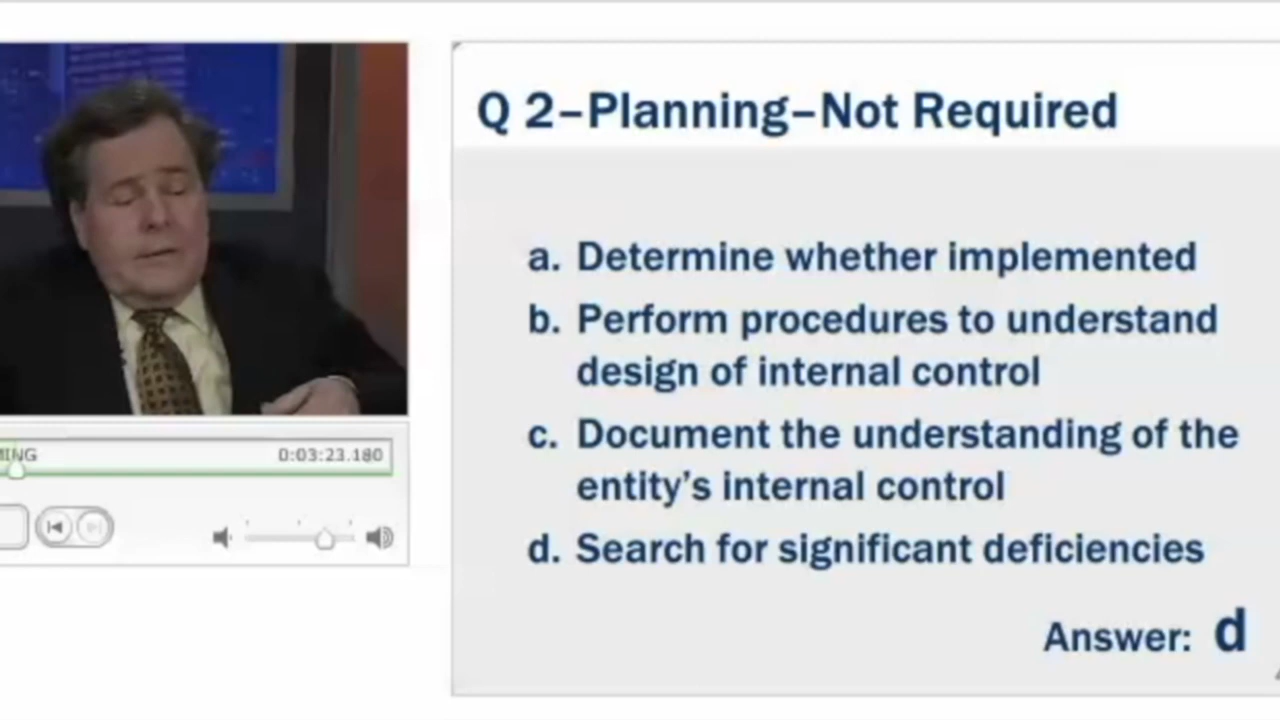 Q 2–Planning–Not Required
a. Determine whether implemented
b. Perform procedures to understand
design of internal control
c. Document the understanding of the
entity's internal control
d. Search for significant deficiencies
Answer: d
0:03:23.180